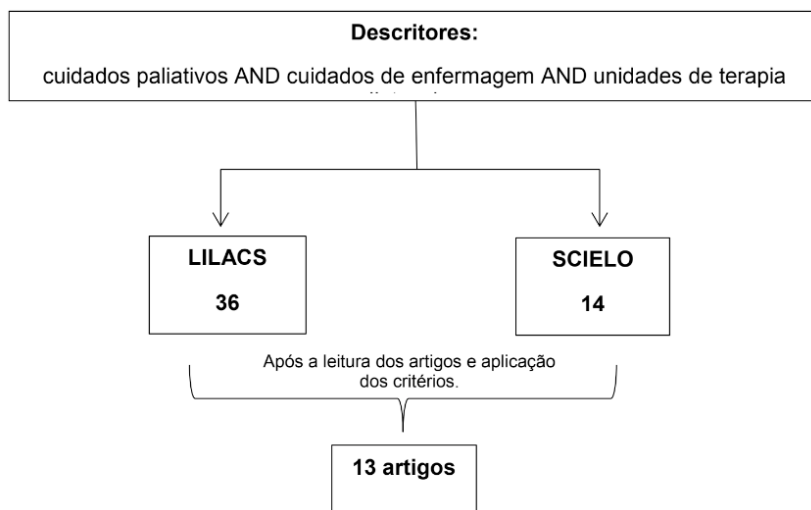 Descritores:
cuidados paliativos AND cuidados de enfermagem AND unidades de terapia
LILACS
36
SCIELO
14
Após a leitura dos artigos e aplicação
dos critérios.
13 artigos